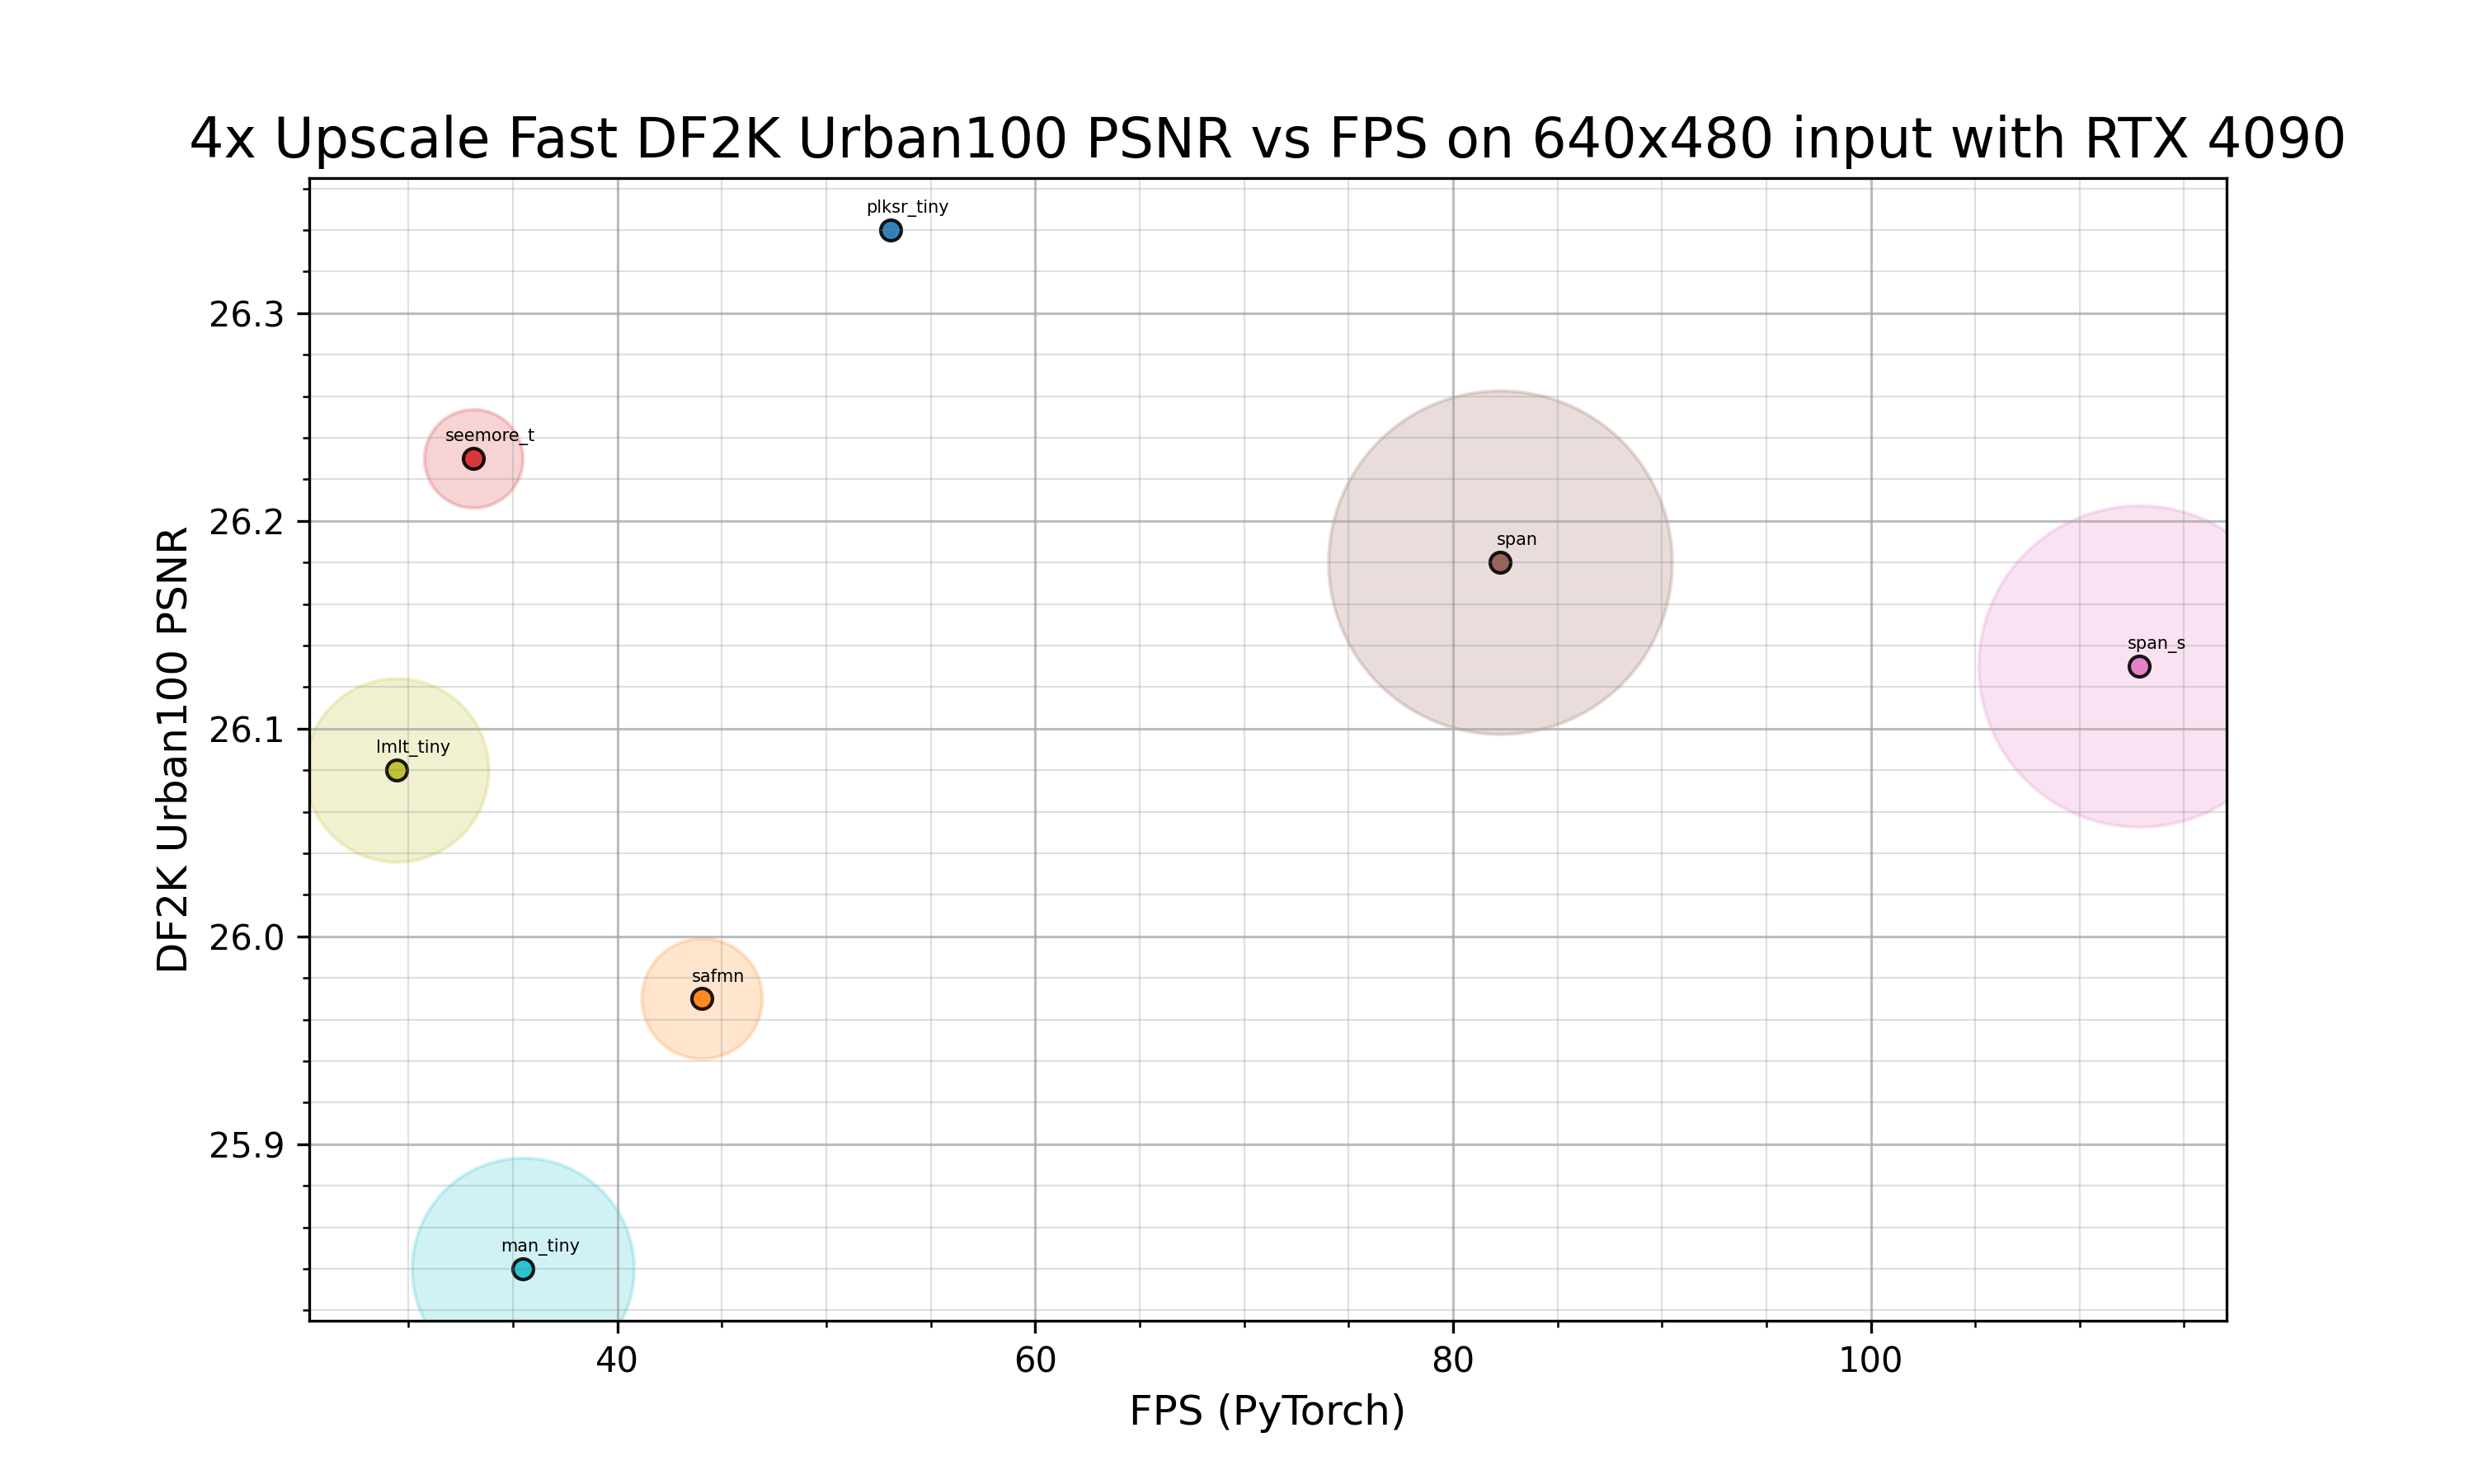 4x Upscale Fast DF2K Urban100 PSNR vs FPS on 640x480 input with RTX 4090
plksr_tiny
26.3
seemore_t
26.2
span
span_s
26.1
lmlt_tiny
26.0
safmn
25.9
man_tiny
DF2K Urban100 PSNR
40 60 80 100
FPS (PyTorch)